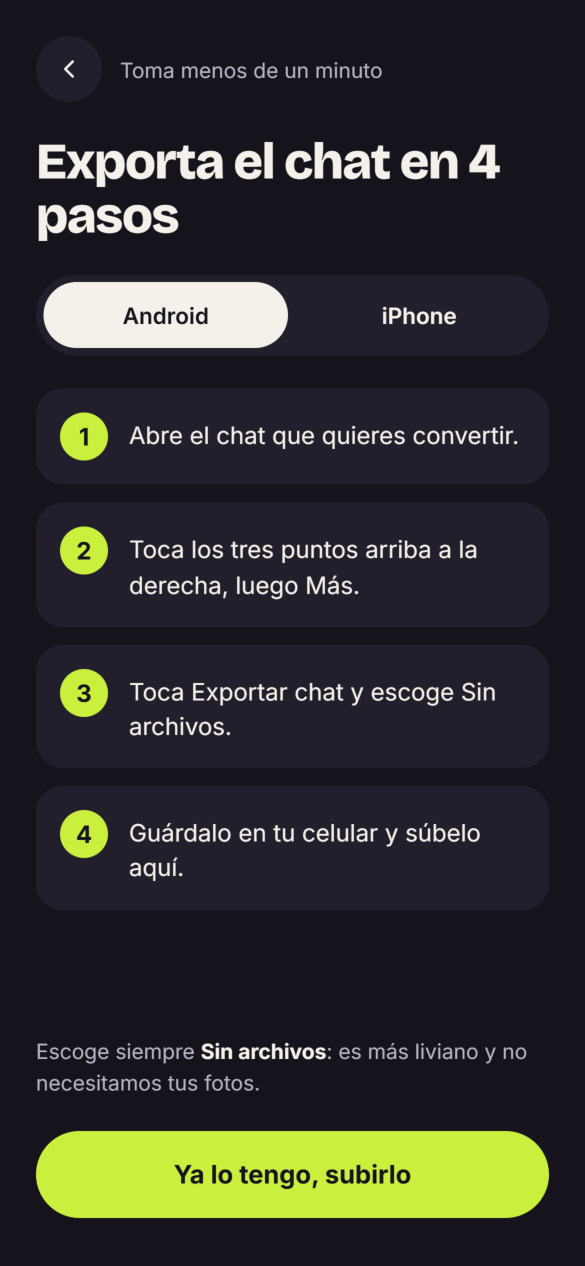 Toma menos de un minuto
Exporta el chat en 4
pasos
Android
iPhone
1
Abre el chat que quieres convertir.
2
Toca los tres puntos arriba a la
derecha, luego Más.
3
Toca Exportar chat y escoge Sin
archivos.
4
Guárdalo en tu celular y súbelo
aquí.
Escoge siempre Sin archivos: es más liviano y no
necesitamos tus fotos.
Ya lo tengo, subirlo